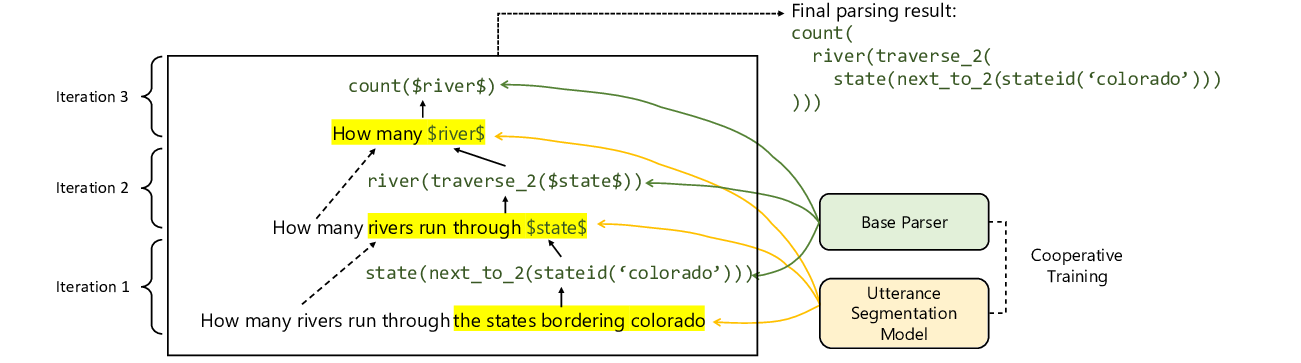 Final parsing result:
count(
river(traverse_2(
state(next_to_2(stateid(‘colorado’)))
)))
Iteration 3
count($river$)
How many $river$
Iteration 2
river(traverse_2($state$))
How many rivers run through $state$
Base Parser
Iteration 1
state(next_to_2(stateid(‘colorado’)))
How many rivers run through the states bordering colorado
Utterance
Segmentation
Model
Cooperative
Training